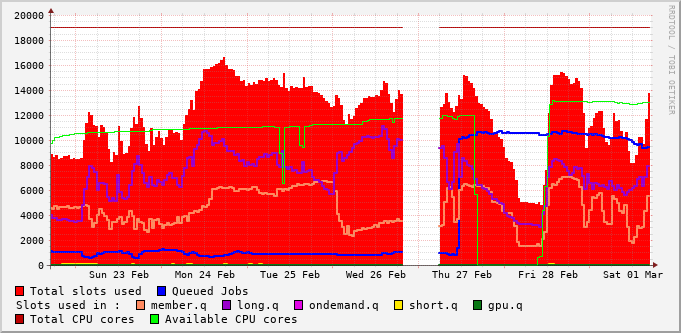 20000
18000
16000
14000
12000
10000
8000
6000
4000
2000
0
Sun 23 Feb Mon 24 Feb Tue 25 Feb Wed 26 Feb Thu 27 Feb Fri 28 Feb Sat 01 Mar
RRDTOOL / TOBI OETIKER
Total slots used Queued Jobs
Slots used in : member.q long.q ondemand.q short.q gpu.q
Total CPU cores Available CPU cores